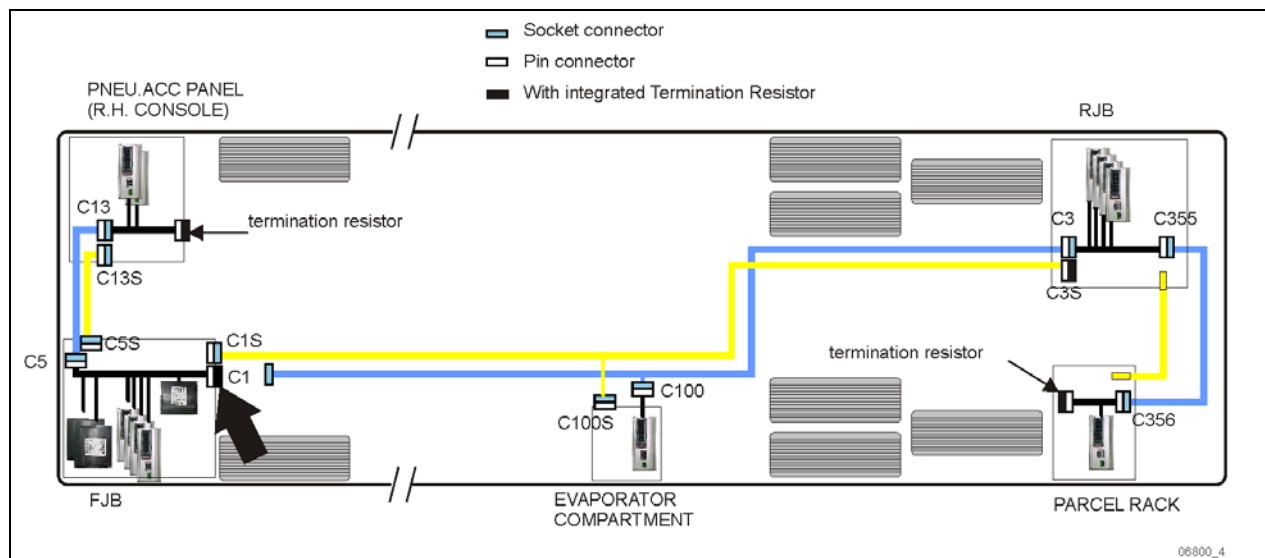 Socket connector
Pin connector
With integrated Termination Resistor
PNEU.ACC PANEL
(R.H. CONSOLE)
RJB
C13
termination resistor
C3
C355
C13S
C3S
C5
C5S
C1S
C1
termination resistor
C100
C100S
C356
FJB
EVAPORATOR
COMPARTMENT
PARCEL RACK
06800_4